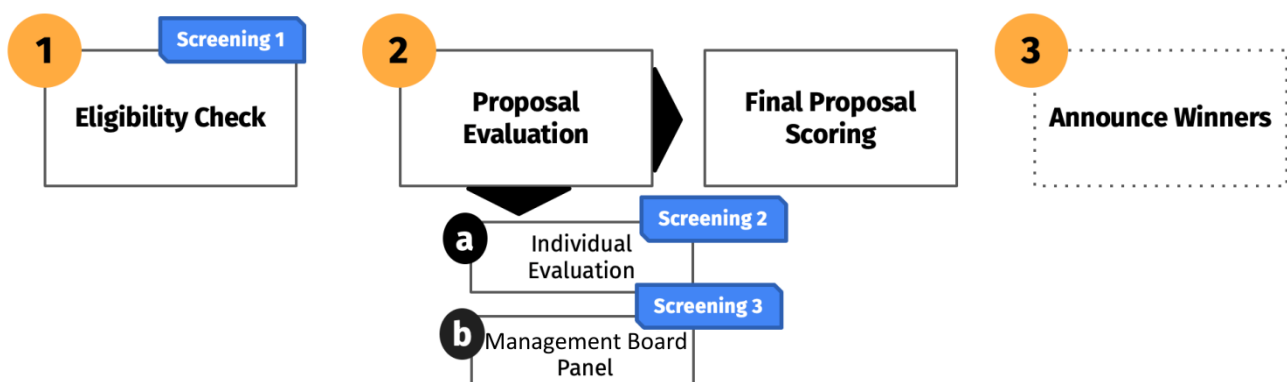 1
Screening 1
Eligibility Check
2
Proposal
Evaluation
Final Proposal
Scoring
3
Announce Winners
a
Screening 2
Individual
Evaluation
b
Screening 3
Management Board
Panel